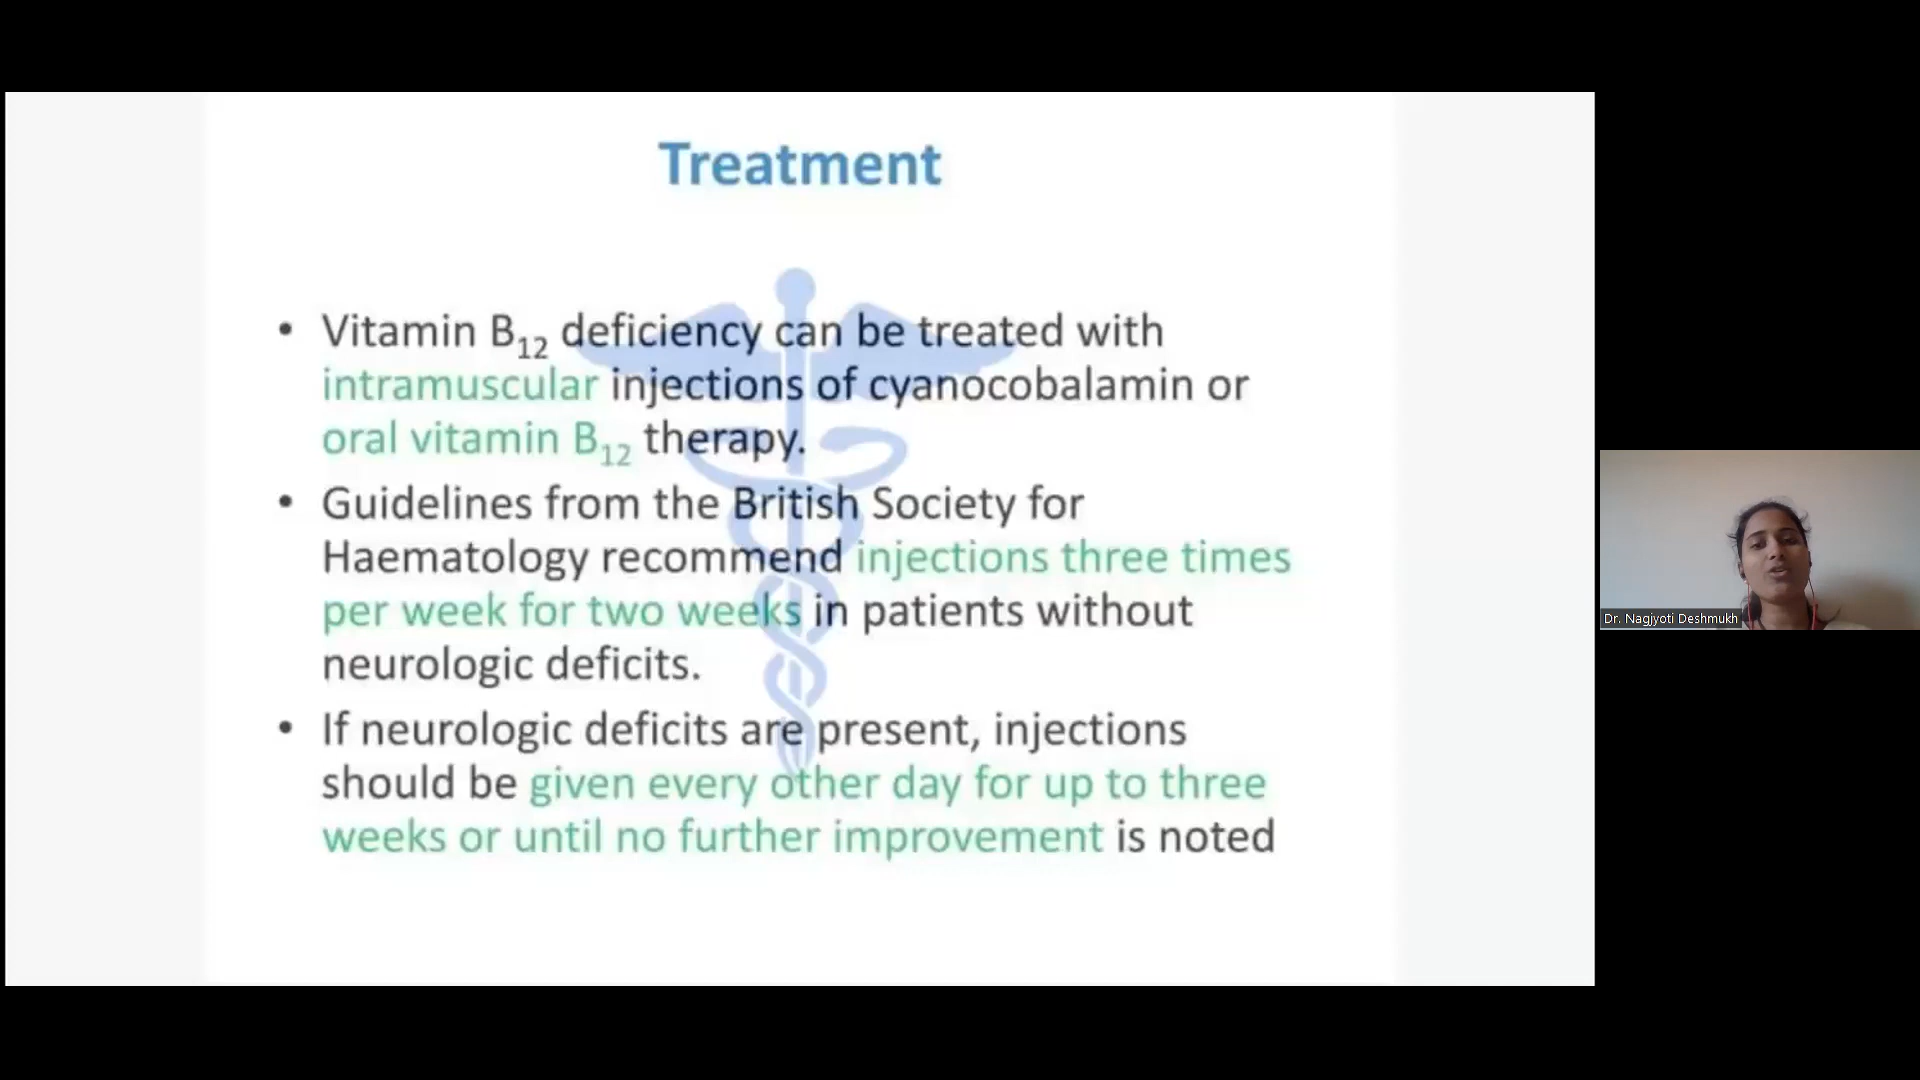 Treatment
• Vitamin B12 deficiency can be treated with
intramuscular injections of cyanocobalamin or
oral vitamin B12 therapy.
• Guidelines from the British Society for
Haematology recommend injections three times
per week for two weeks in patients without
neurologic deficits.
• If neurologic deficits are present, injections
should be given every other day for up to three
weeks or until no further improvement is noted
Dr. Nagjyoti Deshmukh